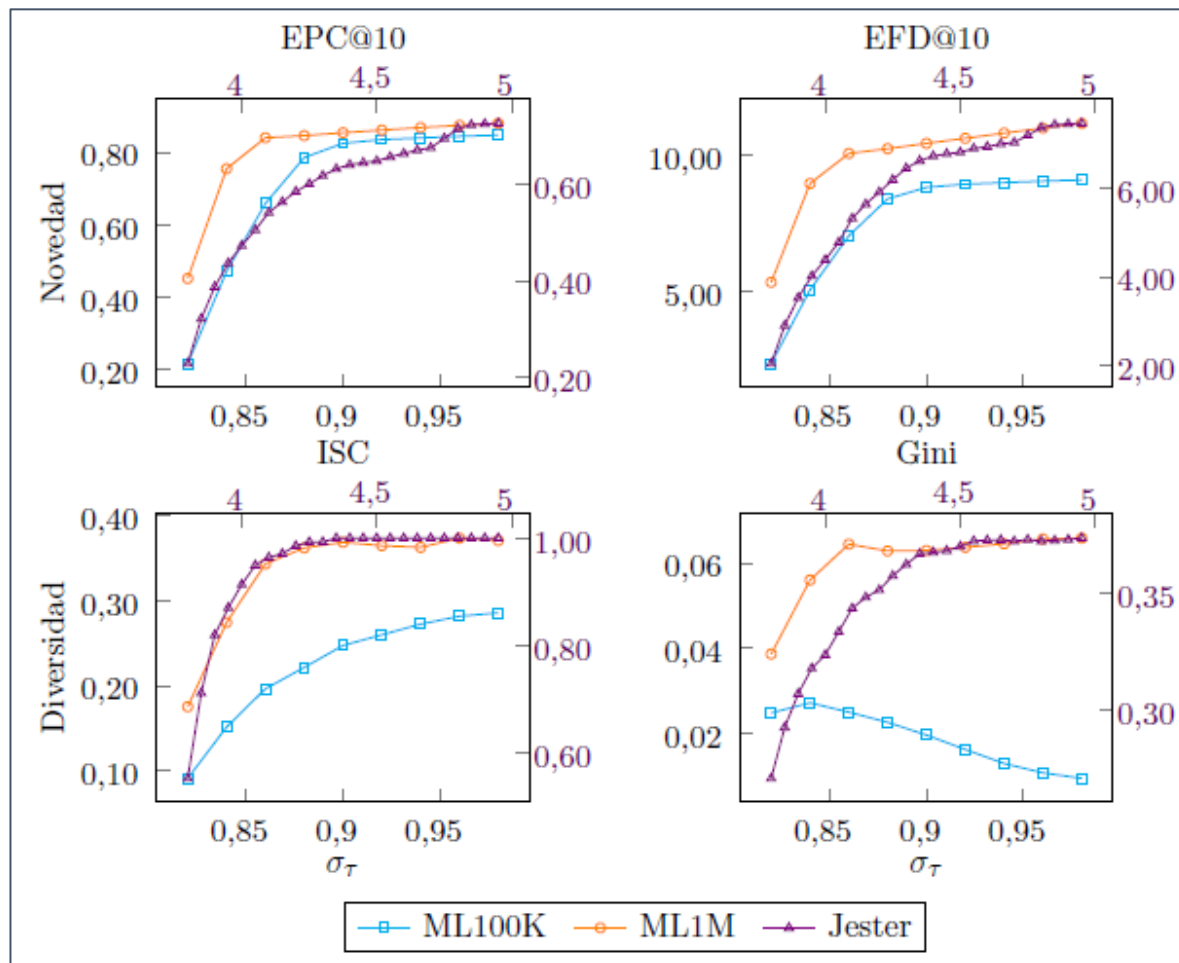 EPC@10 EFD@10
4 4,5 5 4 4,5 5
Novedad
0,80 0,60 0,40 0,20
0,60 0,40 0,20
10,00 5,00
6,00 4,00 2,00
0,85 0,9 0,95 0,85 0,9 0,95
ISC Gini
4 4,5 5 4 4,5 5
Diversidad
0,40 0,30 0,20 0,10
1,00 0,80 0,60
0,06 0,04 0,02
0,35 0,30
0,85 0,9 0,95 0,85 0,9 0,95
στ στ
ML100K ML1M Jester